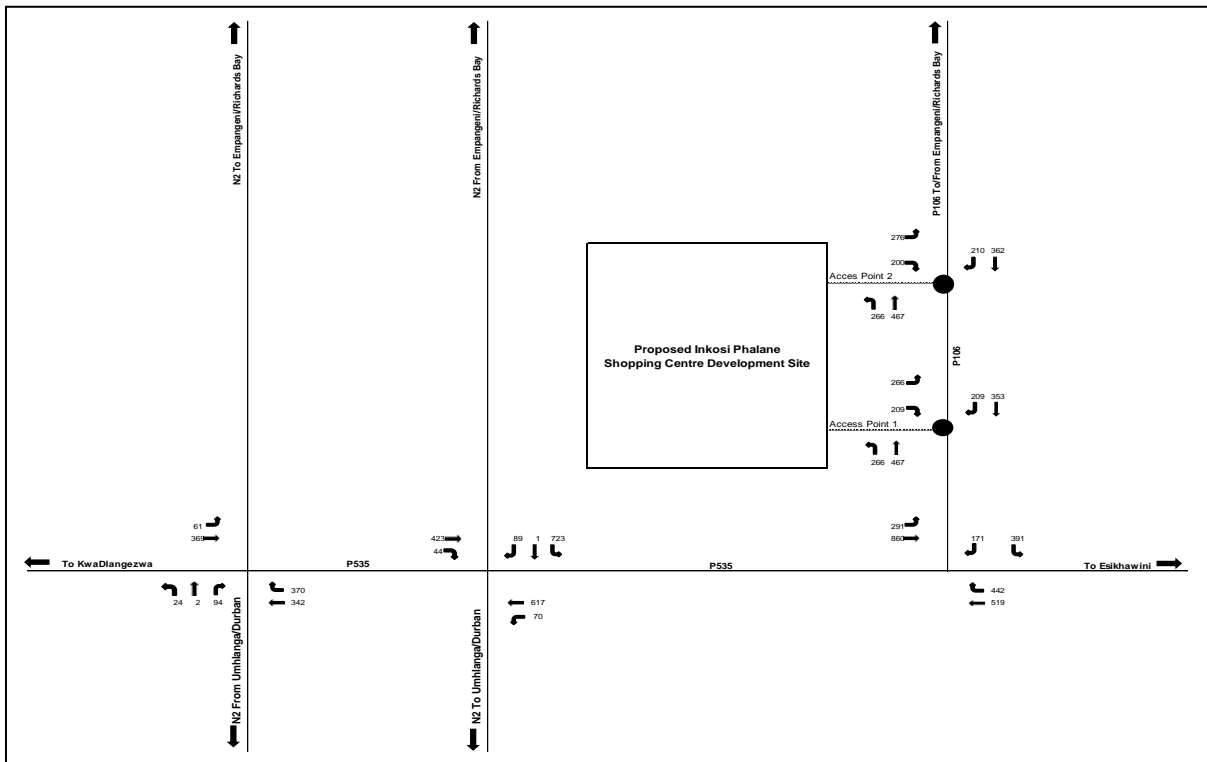 N2 To Empangeni/Richards Bay
N2 From Empangeni/Richards Bay
P106 To/From Empangeni/Richards Bay
276
210 362
200
Acces Point 2
266 467
Proposed Inkosi Phalane
Shopping Centre Development Site
P106
266
209 353
209
Access Point 1
266 467
61
369
423
44
89 1 723
291
860
171 391
To KwaDlangezwa
P535
P535
To Esikhawini
24 2 94
370
342
617
70
442
519
N2 From Umhlanga/Durban
N2 To Umhlanga/Durban